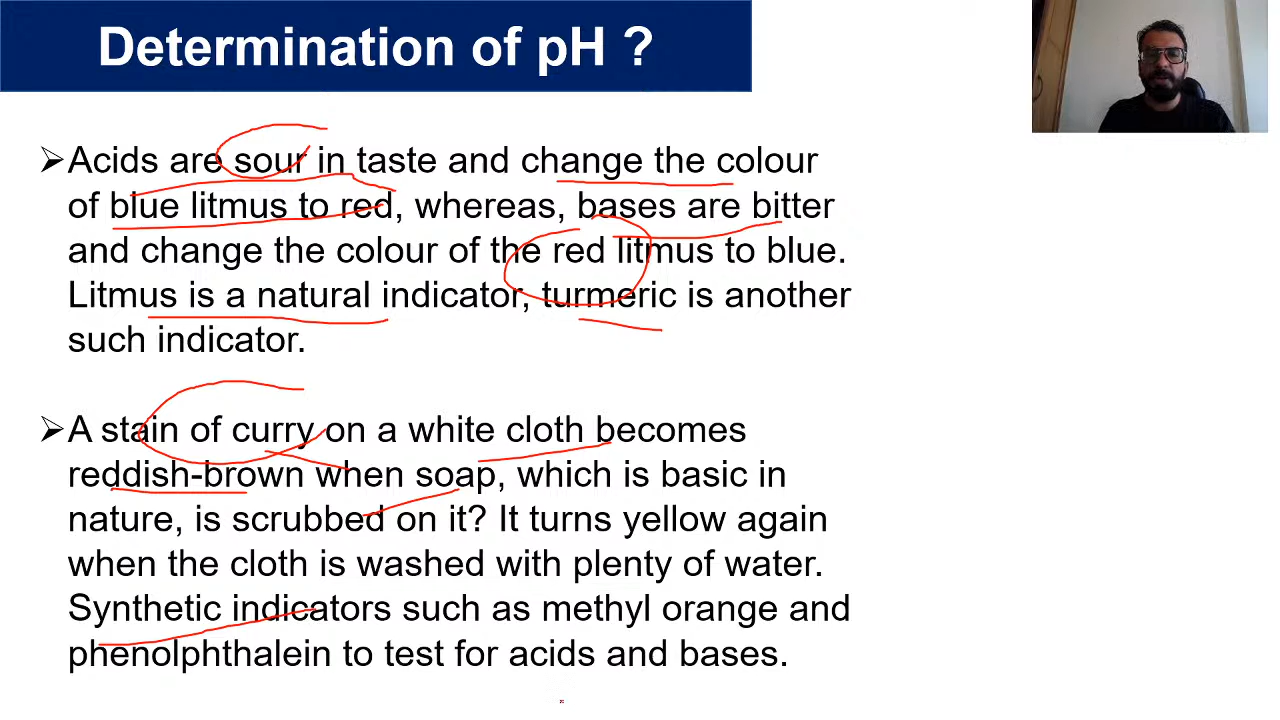 Determination of pH ?
➢Acids are sour in taste and change the colour
of blue litmus to red, whereas, bases are bitter
and change the colour of the red litmus to blue.
Litmus is a natural indicator, turmeric is another
such indicator.
➢A stain of curry on a white cloth becomes
reddish-brown when soap, which is basic in
nature, is scrubbed on it? It turns yellow again
when the cloth is washed with plenty of water.
Synthetic indicators such as methyl orange and
phenolphthalein to test for acids and bases.